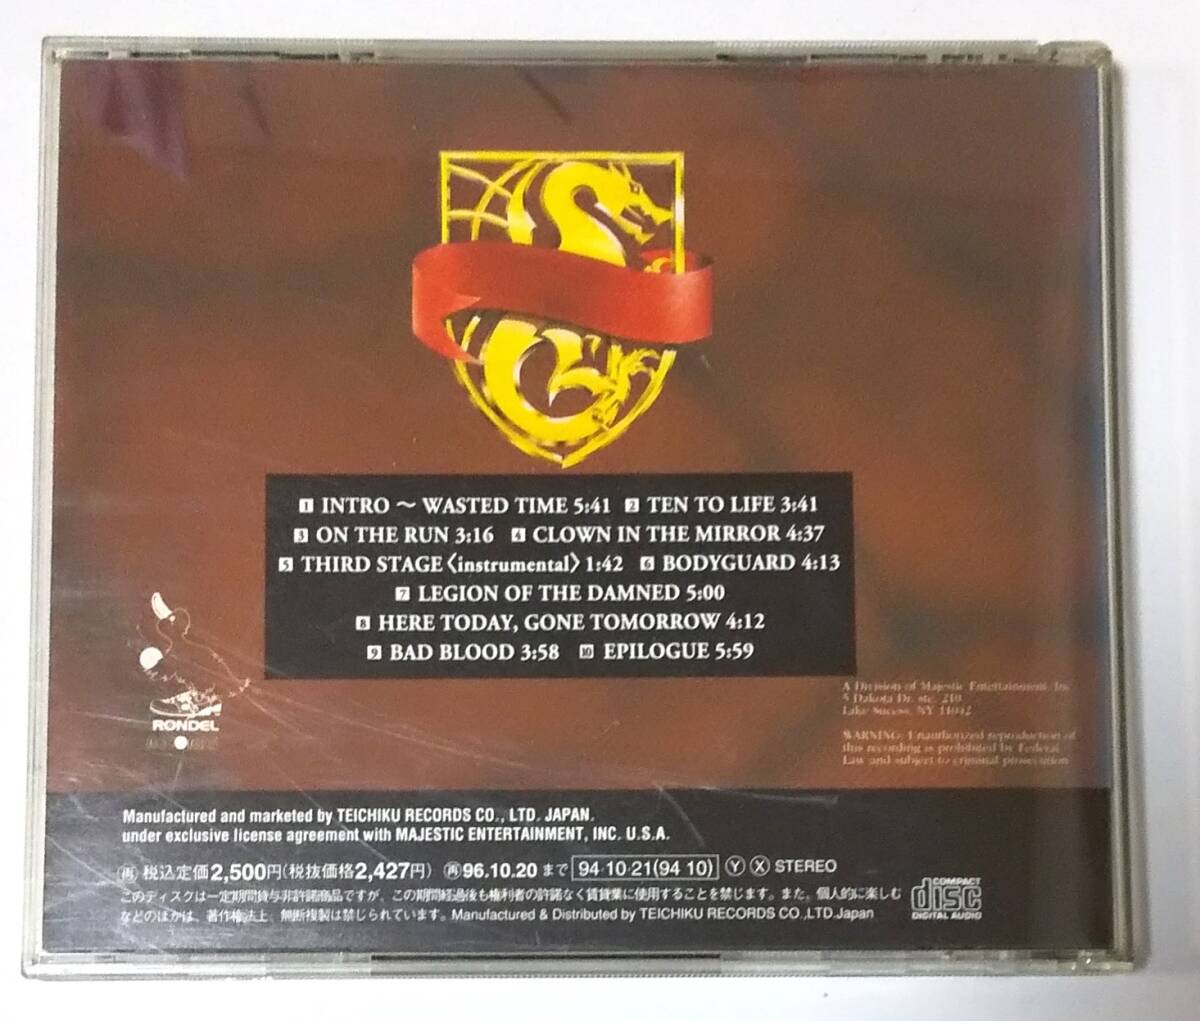 1 INTRO ~ WASTED TIME 5:41 2 TEN TO LIFE 3:41
3 ON THE RUN 3:16 4 CLOWN IN THE MIRROR 4:37
5 THIRD STAGE〈instrumental〉1:42 6 BODYGUARD 4:13
7 LEGION OF THE DAMNED 5:00
8 HERE TODAY, GONE TOMORROW 4:12
9 BAD BLOOD 3:58 10 EPILOGUE 5:59
RONDEL
A Division of Majestic Entertainment, Inc
5 Dakota Dr. ste. 210
Lake Sucess, NY 11042
WARNING: Unauthorized reproduction of
this recording is prohibited by Federal
Law and subject to criminal prosecution
Manufactured and marketed by TEICHIKU RECORDS CO., LTD. JAPAN.
under exclusive license agreement with MAJESTIC ENTERTAINMENT, INC. U.S.A.
㊢税込定価2,500円(税抜価格2,427円) ㊢96.10.20まで 94·10·21(94 10) Ⓨ Ⓧ STEREO
このディスクは一定期間貸与非許諾商品ですが、この期間経過後も権利者の許諾なく賃貸業に使用することを禁じます。また、個人的に楽しむ
などのほかは、著作権法上、無断複製は禁じられています。Manufactured & Distributed by TEICHIKU RECORDS CO.,LTD.Japan
COMPACT
disc
DIGITAL AUDIO